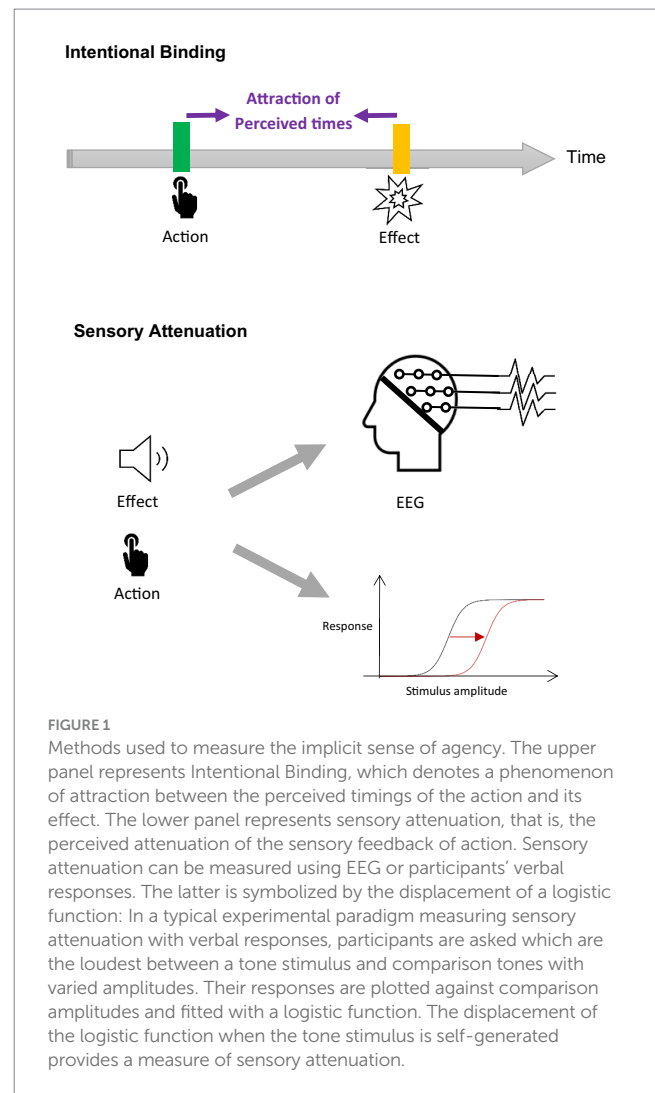 Intentional Binding
Attraction of
Perceived times
Time
Action
Effect
Sensory Attenuation
Effect
EEG
Action
Response
Stimulus amplitude
FIGURE 1
Methods used to measure the implicit sense of agency. The upper
panel represents Intentional Binding, which denotes a phenomenon
of attraction between the perceived timings of the action and its
effect. The lower panel represents sensory attenuation, that is, the
perceived attenuation of the sensory feedback of action. Sensory
attenuation can be measured using EEG or participants’ verbal
responses. The latter is symbolized by the displacement of a logistic
function: In a typical experimental paradigm measuring sensory
attenuation with verbal responses, participants are asked which are
the loudest between a tone stimulus and comparison tones with
varied amplitudes. Their responses are plotted against comparison
amplitudes and fitted with a logistic function. The displacement of
the logistic function when the tone stimulus is self-generated
provides a measure of sensory attenuation.